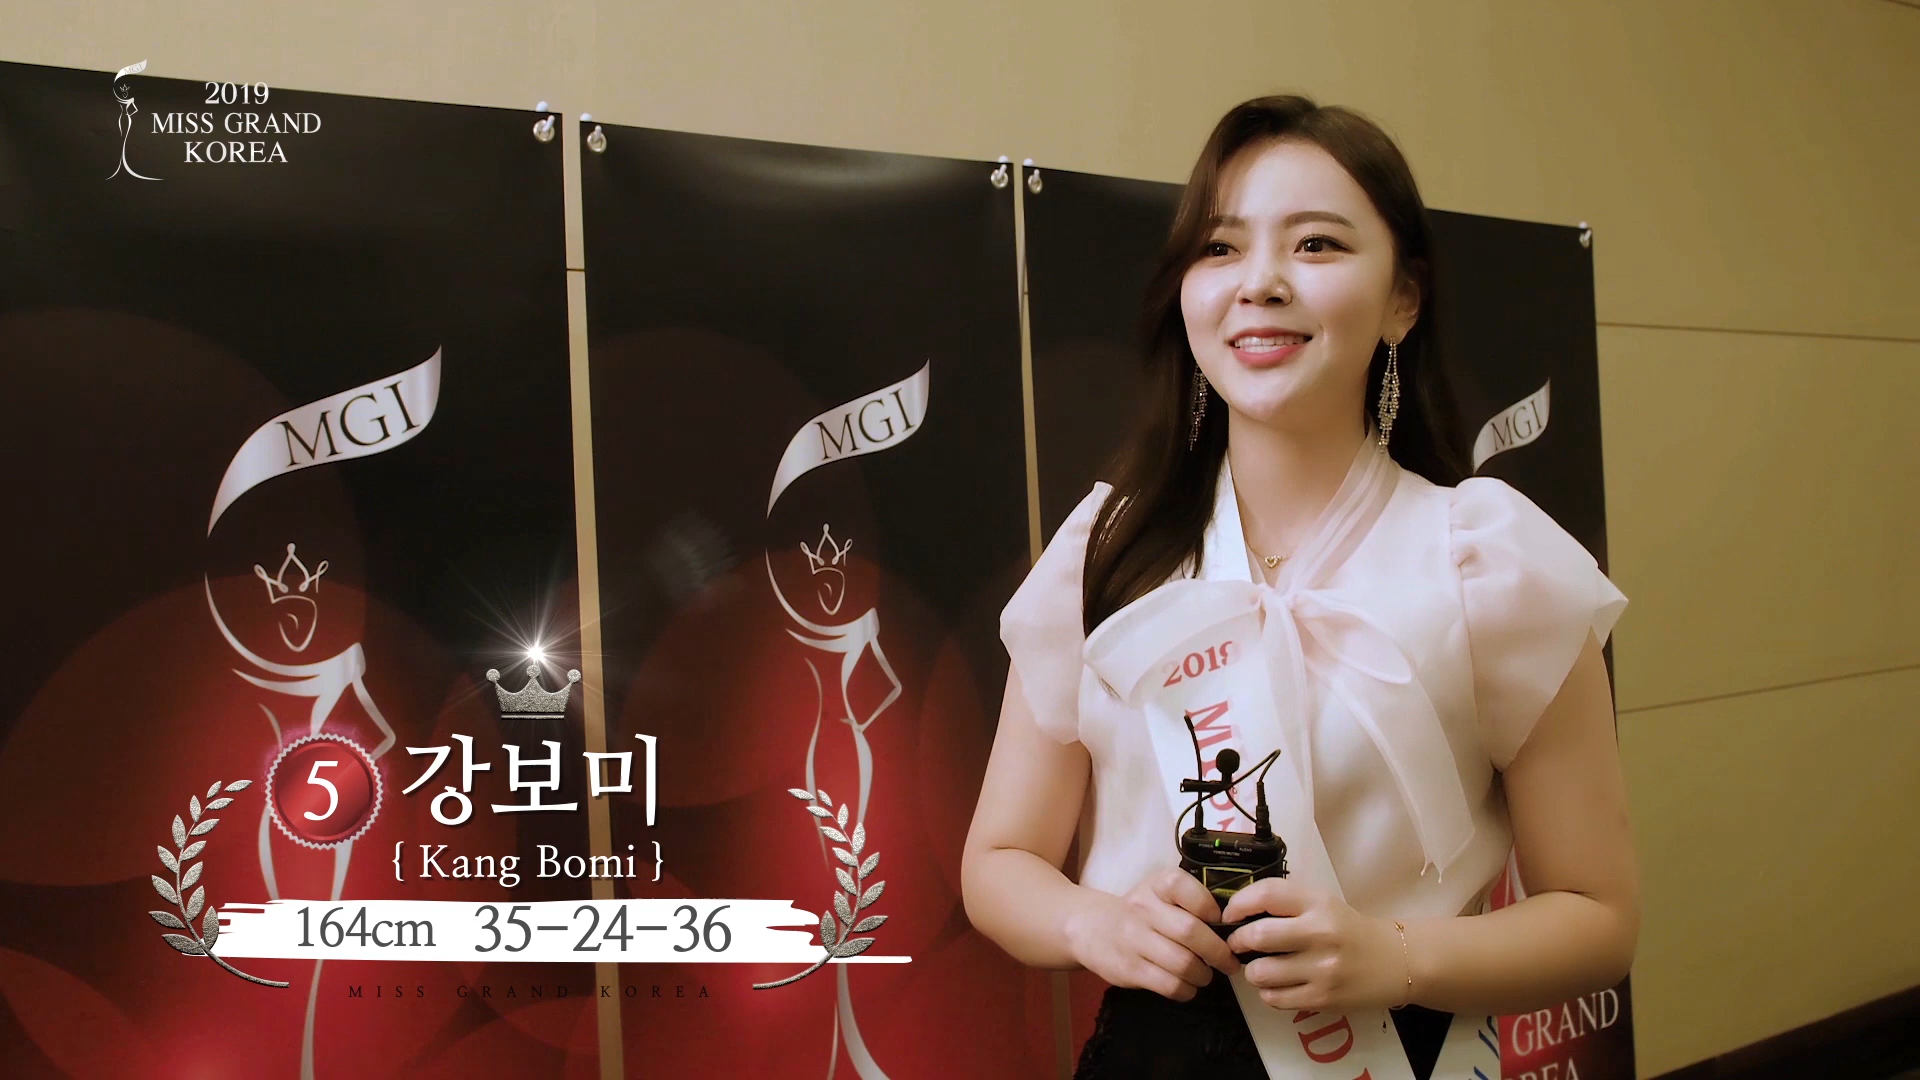 MGI
2019
MISS GRAND
KOREA
MGI
MGI
MGI
2019
5
강보미
{ Kang Bomi }
164cm 35-24-36
MISS GRAND KOREA
GRAND